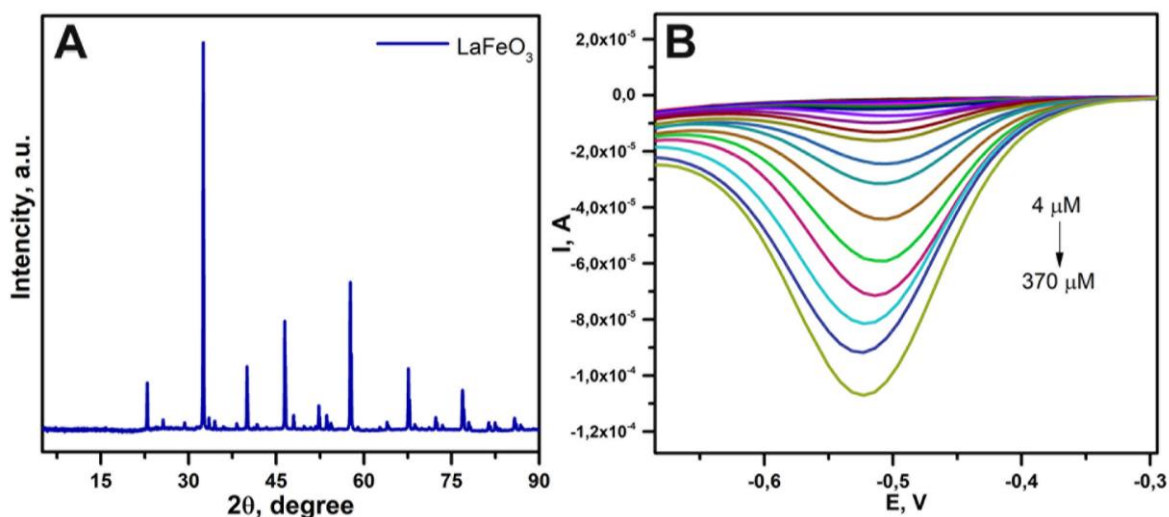 A
LaFeO₃
Intencity, a.u.
15 30 45 60 75 90
2θ, degree
B
2,0x10⁻⁵
0,0
-2,0x10⁻⁵
-4,0x10⁻⁵
-6,0x10⁻⁵
-8,0x10⁻⁵
-1,0x10⁻⁴
-1,2x10⁻⁴
I, A
4 µM
370 µM
-0,6 -0,5 -0,4 -0,3
E, V